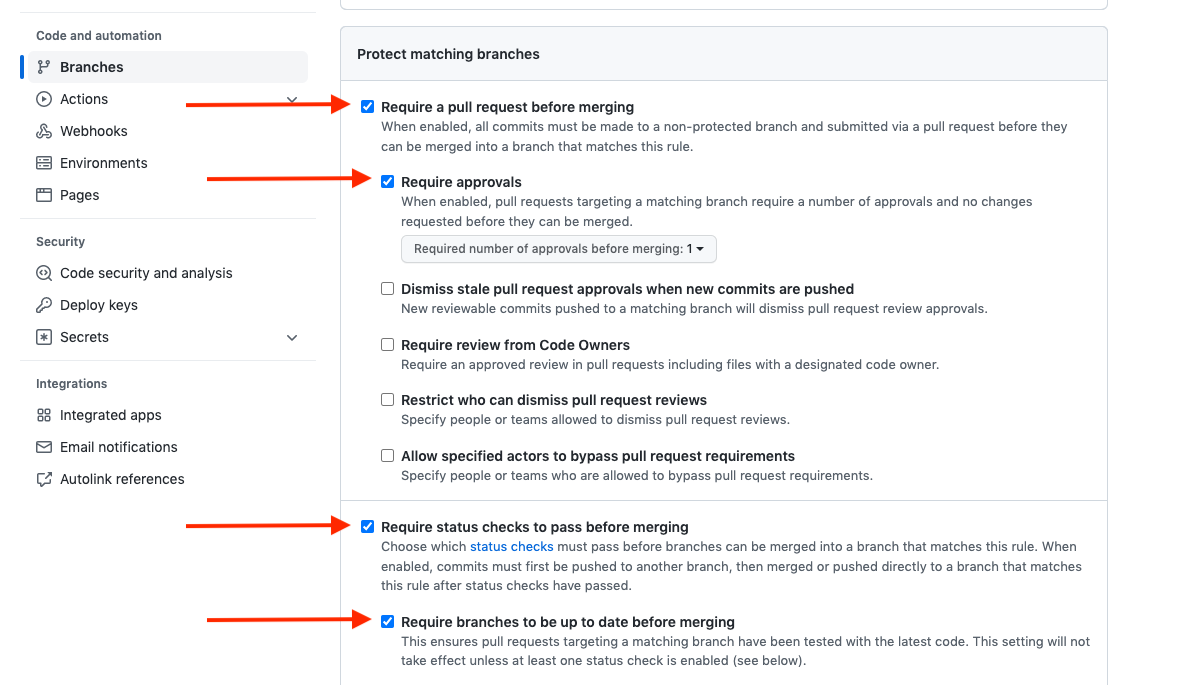 Code and automation
Branches
Actions
Webhooks
Environments
Pages
Security
Code security and analysis
Deploy keys
Secrets
Integrations
Integrated apps
Email notifications
Autolink references
Protect matching branches
Require a pull request before merging
When enabled, all commits must be made to a non-protected branch and submitted via a pull request before they
can be merged into a branch that matches this rule.
Require approvals
When enabled, pull requests targeting a matching branch require a number of approvals and no changes
requested before they can be merged.
Required number of approvals before merging: 1
Dismiss stale pull request approvals when new commits are pushed
New reviewable commits pushed to a matching branch will dismiss pull request review approvals.
Require review from Code Owners
Require an approved review in pull requests including files with a designated code owner.
Restrict who can dismiss pull request reviews
Specify people or teams allowed to dismiss pull request reviews.
Allow specified actors to bypass pull request requirements
Specify people or teams who are allowed to bypass pull request requirements.
Require status checks to pass before merging
Choose which status checks must pass before branches can be merged into a branch that matches this rule. When
enabled, commits must first be pushed to another branch, then merged or pushed directly to a branch that matches
this rule after status checks have passed.
Require branches to be up to date before merging
This ensures pull requests targeting a matching branch have been tested with the latest code. This setting will not
take effect unless at least one status check is enabled (see below).